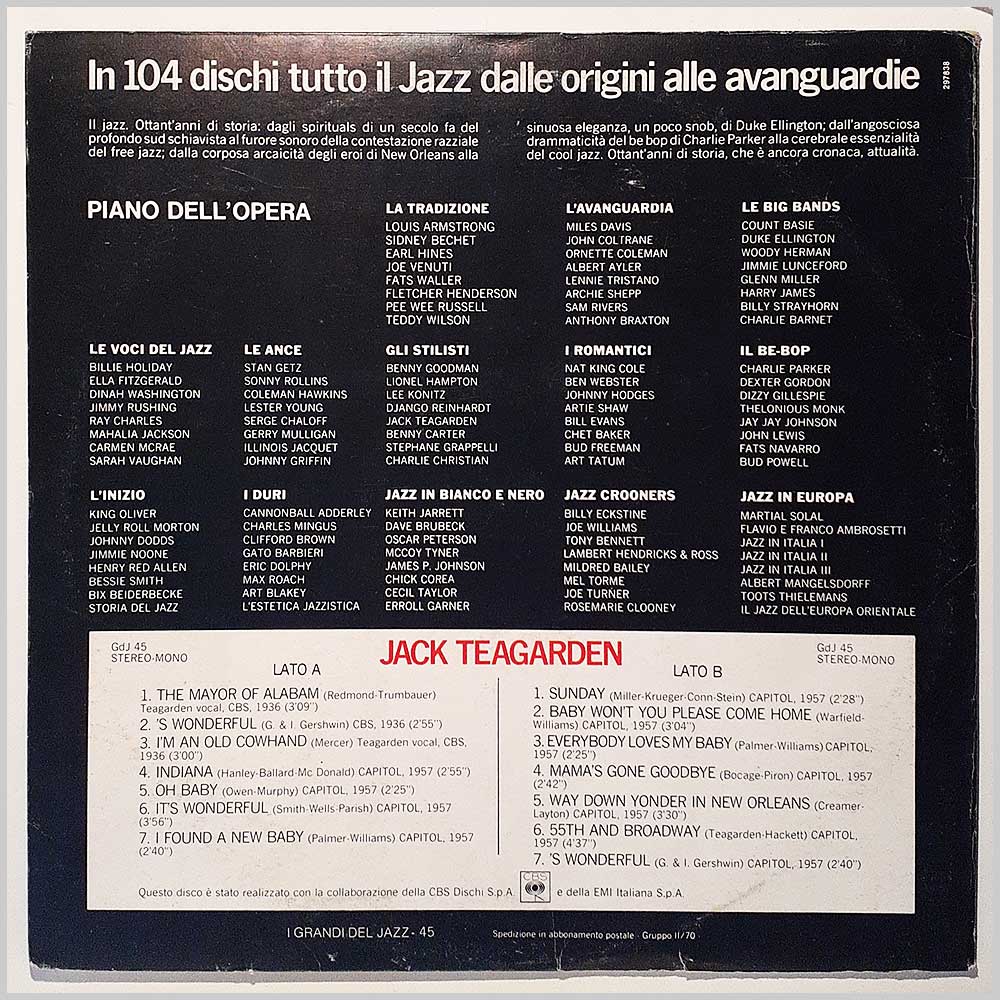 In 104 dischi tutto il Jazz dalle origini alle avanguardie
297838
Il jazz. Ottant'anni di storia: dagli spirituals di un secolo fa del
profondo sud schiavista al furore sonoro della contestazione razziale
del free jazz; dalla corposa arcaicità degli eroi di New Orleans alla
sinuosa eleganza, un poco snob, di Duke Ellington; dall'angosciosa
drammaticità del be bop di Charlie Parker alla cerebrale essenzialità
del cool jazz. Ottant'anni di storia, che è ancora cronaca, attualità.
PIANO DELL'OPERA
LA TRADIZIONE
LOUIS ARMSTRONG
SIDNEY BECHET
EARL HINES
JOE VENUTI
FATS WALLER
FLETCHER HENDERSON
PEE WEE RUSSELL
TEDDY WILSON
L'AVANGUARDIA
MILES DAVIS
JOHN COLTRANE
ORNETTE COLEMAN
ALBERT AYLER
LENNIE TRISTANO
ARCHIE SHEPP
SAM RIVERS
ANTHONY BRAXTON
LE BIG BANDS
COUNT BASIE
DUKE ELLINGTON
WOODY HERMAN
JIMMIE LUNCEFORD
GLENN MILLER
HARRY JAMES
BILLY STRAYHORN
CHARLIE BARNET
LE VOCI DEL JAZZ
BILLIE HOLIDAY
ELLA FITZGERALD
DINAH WASHINGTON
JIMMY RUSHING
RAY CHARLES
MAHALIA JACKSON
CARMEN MCRAE
SARAH VAUGHAN
LE ANCE
STAN GETZ
SONNY ROLLINS
COLEMAN HAWKINS
LESTER YOUNG
SERGE CHALOFF
GERRY MULLIGAN
ILLINOIS JACQUET
JOHNNY GRIFFIN
GLI STILISTI
BENNY GOODMAN
LIONEL HAMPTON
LEE KONITZ
DJANGO REINHARDT
JACK TEAGARDEN
BENNY CARTER
STEPHANE GRAPPELLI
CHARLIE CHRISTIAN
I ROMANTICI
NAT KING COLE
BEN WEBSTER
JOHNNY HODGES
ARTIE SHAW
BILL EVANS
CHET BAKER
BUD FREEMAN
ART TATUM
IL BE-BOP
CHARLIE PARKER
DEXTER GORDON
DIZZY GILLESPIE
THELONIOUS MONK
JAY JAY JOHNSON
JOHN LEWIS
FATS NAVARRO
BUD POWELL
L'INIZIO
KING OLIVER
JELLY ROLL MORTON
JOHNNY DODDS
JIMMIE NOONE
HENRY RED ALLEN
BESSIE SMITH
BIX BEIDERBECKE
STORIA DEL JAZZ
I DURI
CANNONBALL ADDERLEY
CHARLES MINGUS
CLIFFORD BROWN
GATO BARBIERI
ERIC DOLPHY
MAX ROACH
ART BLAKEY
L'ESTETICA JAZZISTICA
JAZZ IN BIANCO E NERO
KEITH JARRETT
DAVE BRUBECK
OSCAR PETERSON
MCCOY TYNER
JAMES P. JOHNSON
CHICK COREA
CECIL TAYLOR
ERROLL GARNER
JAZZ CROONERS
BILLY ECKSTINE
JOE WILLIAMS
TONY BENNETT
LAMBERT HENDRICKS & ROSS
MILDRED BAILEY
MEL TORME
JOE TURNER
ROSEMARIE CLOONEY
JAZZ IN EUROPA
MARTIAL SOLAL
FLAVIO E FRANCO AMBROSETTI
JAZZ IN ITALIA I
JAZZ IN ITALIA II
JAZZ IN ITALIA III
ALBERT MANGELSDORFF
TOOTS THIELEMANS
IL JAZZ DELL'EUROPA ORIENTALE
GdJ 45
STEREO-MONO
JACK TEAGARDEN
GdJ 45
STEREO-MONO
LATO A
1. THE MAYOR OF ALABAM (Redmond-Trumbauer)
Teagarden vocal, CBS, 1936 (3'09'')
2. 'S WONDERFUL (G. & I. Gershwin) CBS, 1936 (2'55'')
3. I'M AN OLD COWHAND (Mercer) Teagarden vocal, CBS,
1936 (3'00'')
4. INDIANA (Hanley-Ballard-Mc Donald) CAPITOL, 1957 (2'55'')
5. OH BABY (Owen-Murphy) CAPITOL, 1957 (2'25'')
6. IT'S WONDERFUL (Smith-Wells-Parish) CAPITOL, 1957
(3'56'')
7. I FOUND A NEW BABY (Palmer-Williams) CAPITOL, 1957
(2'40'')
LATO B
1. SUNDAY (Miller-Krueger-Conn-Stein) CAPITOL, 1957 (2'28'')
2. BABY WON'T YOU PLEASE COME HOME (Warfield-
Williams) CAPITOL, 1957 (3'04'')
3. EVERYBODY LOVES MY BABY (Palmer-Williams) CAPITOL,
1957 (2'25'')
4. MAMA'S GONE GOODBYE (Bocage-Piron) CAPITOL, 1957
(2'42'')
5. WAY DOWN YONDER IN NEW ORLEANS (Creamer-
Layton) CAPITOL, 1957 (3'30'')
6. 55TH AND BROADWAY (Teagarden-Hackett) CAPITOL,
1957 (4'37'')
7. 'S WONDERFUL (G. & I. Gershwin) CAPITOL, 1957 (2'40'')
Questo disco è stato realizzato con la collaborazione della CBS Dischi S.p.A. CBS e della EMI Italiana S.p.A.
I GRANDI DEL JAZZ - 45
Spedizione in abbonamento postale - Gruppo II/70